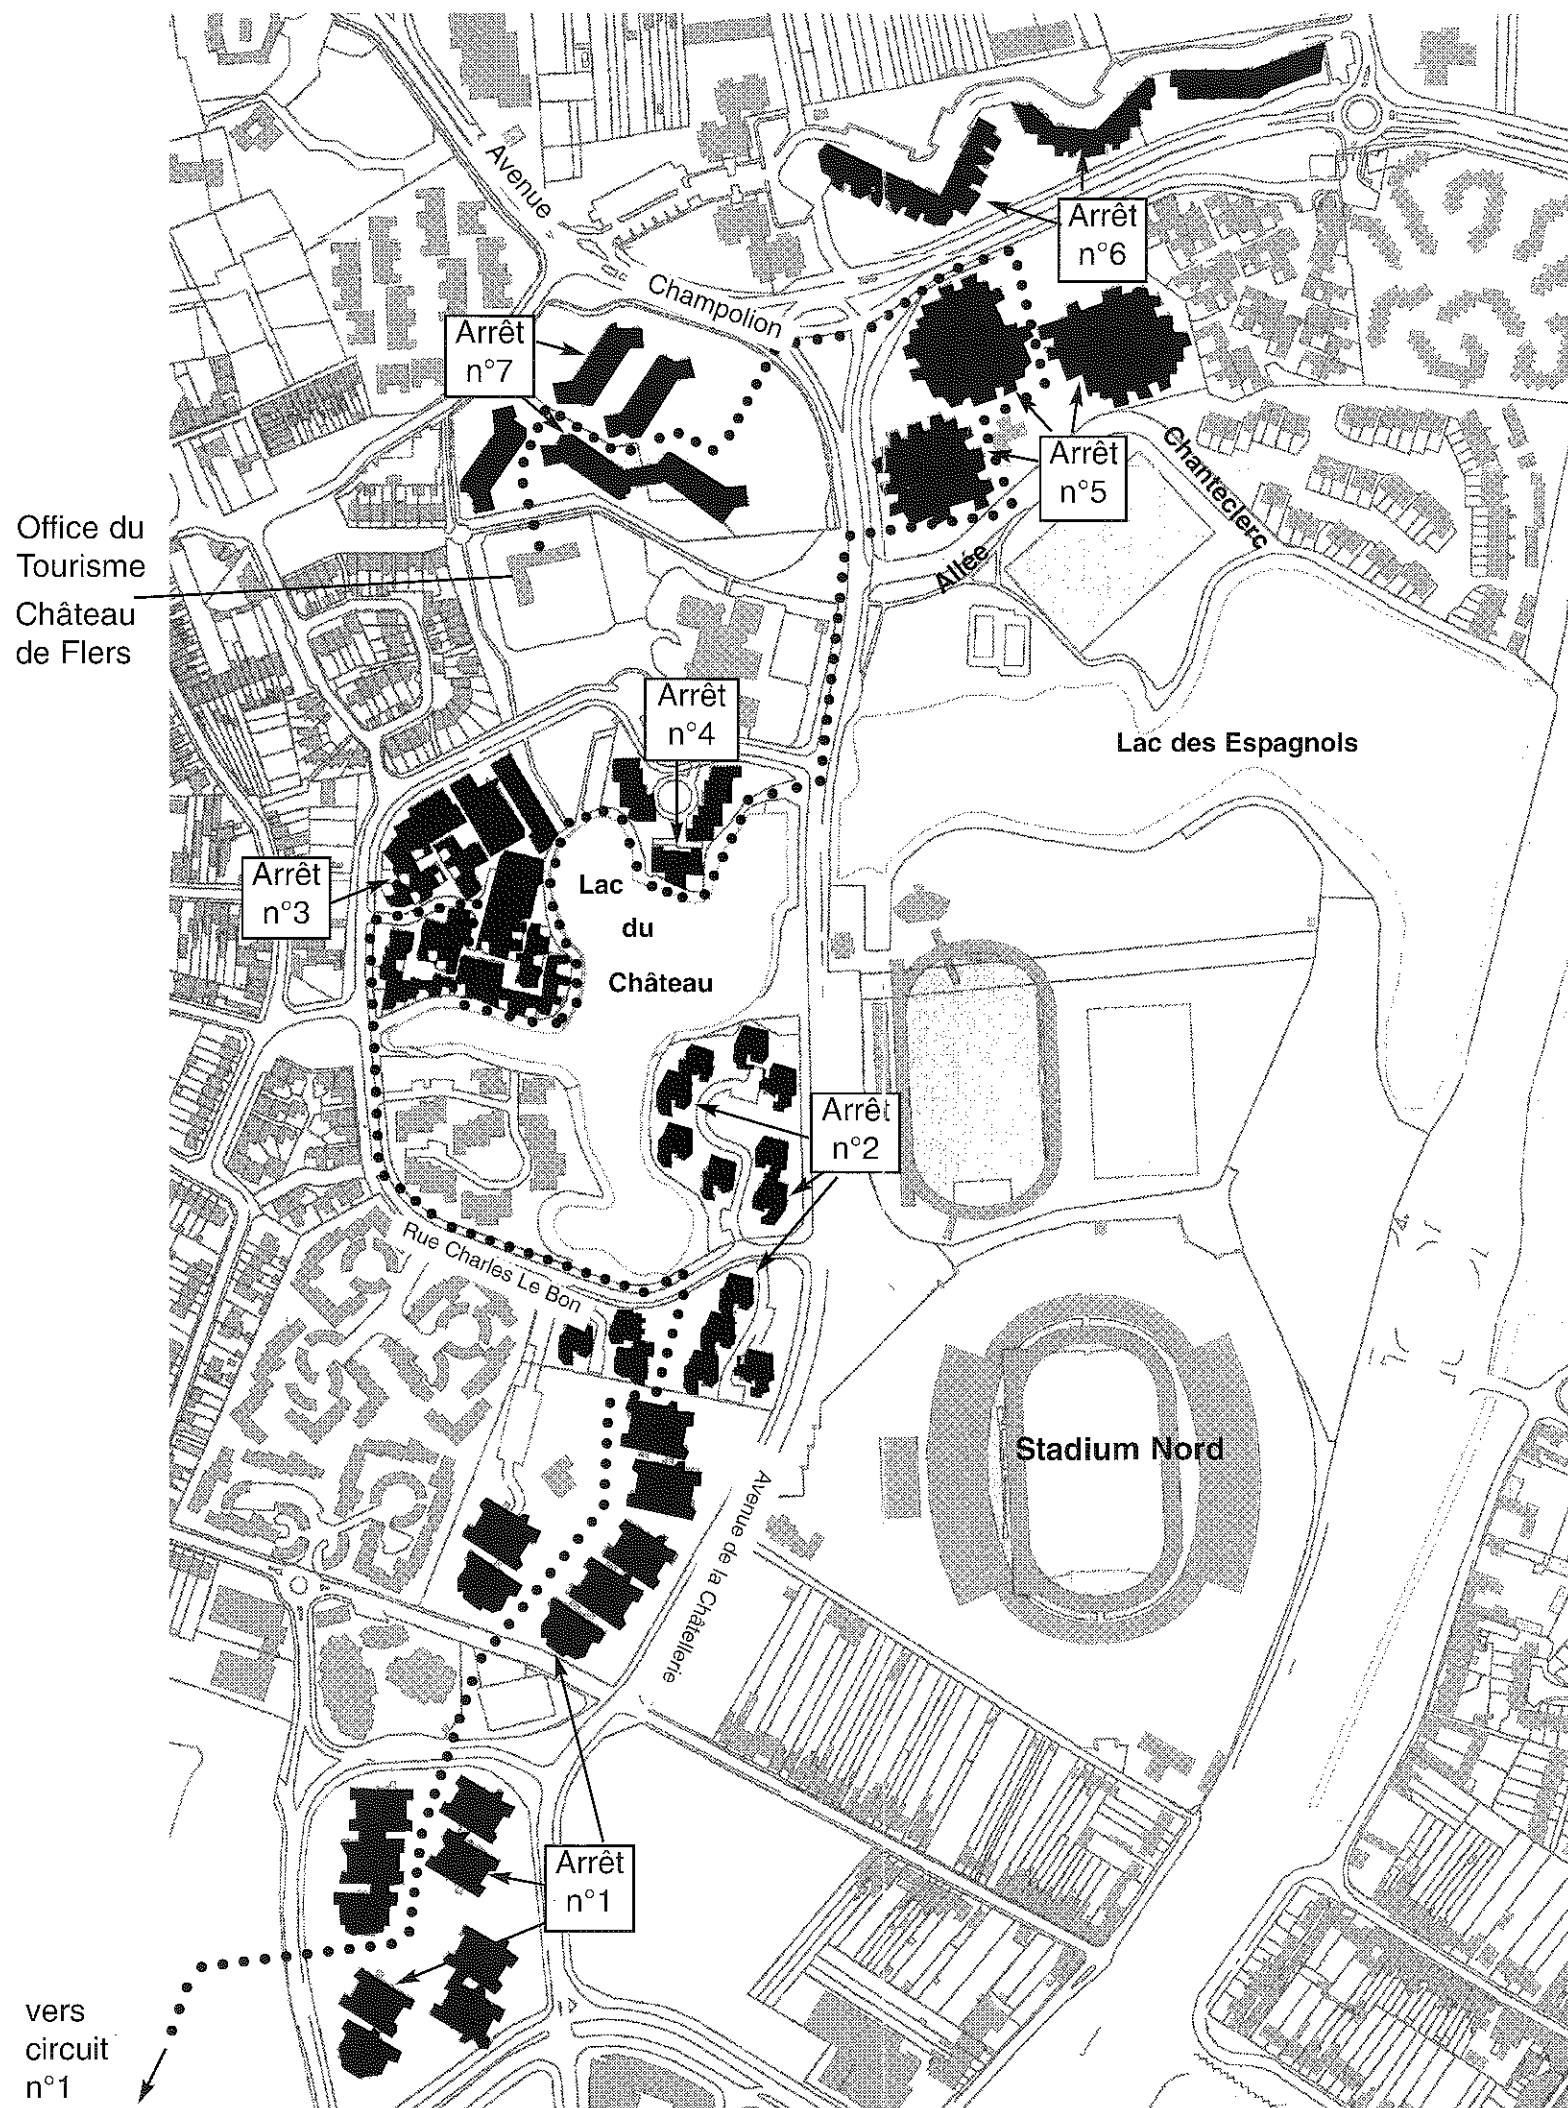 Avenue
Champolion
Arrêt
n°6
Arrêt
n°7
Arrêt
n°5
Chanteclerc
Allée
Office du
Tourisme
Château
de Flers
Arrêt
n°4
Lac des Espagnols
Arrêt
n°3
Lac
du
Château
Arrêt
n°2
Rue Charles Le Bon
Stadium Nord
Avenue de la Châtellerie
Arrêt
n°1
vers
circuit
n°1